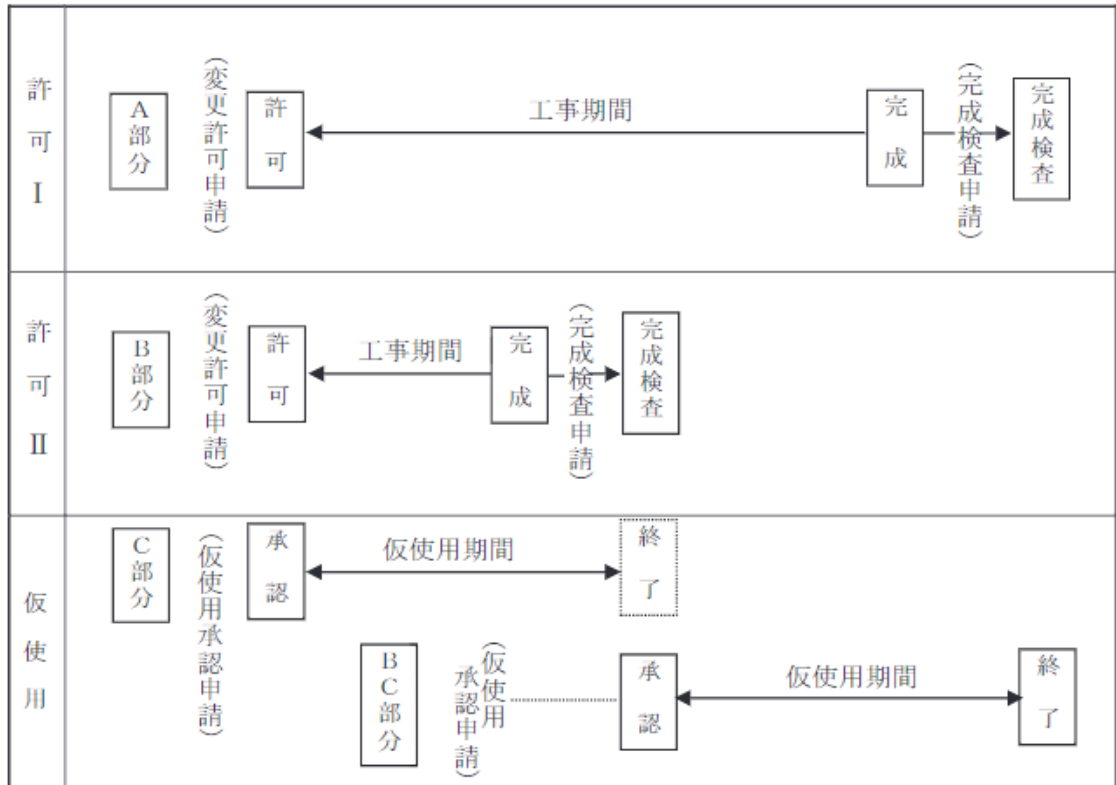 許可Ⅰ
A部分
（変更許可申請）
許可
工事期間
完成
（完成検査申請）
完成検査
許可Ⅱ
B部分
（変更許可申請）
許可
工事期間
完成
（完成検査申請）
完成検査
仮使用
C部分
（仮使用承認申請）
承認
仮使用期間
終了
BC部分
（仮使用
承認申請）
承認
仮使用期間
終了